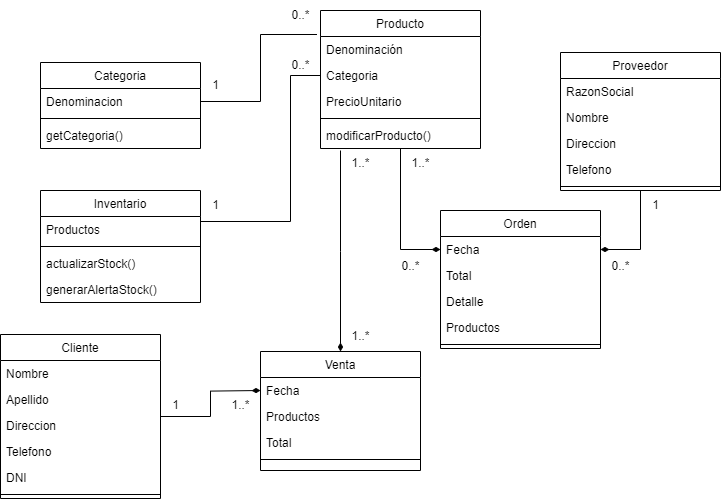 0..*
Producto
Denominación
Categoria
PrecioUnitario
modificarProducto()
0..*
Categoria
Denominacion
getCategoria()
1
Proveedor
RazonSocial
Nombre
Direccion
Telefono
1..*
1..*
Inventario
Productos
actualizarStock()
generarAlertaStock()
1
1
Orden
Fecha
Total
Detalle
Productos
0..*
0..*
Cliente
Nombre
Apellido
Direccion
Telefono
DNI
1..*
Venta
Fecha
Productos
Total
1
1..*